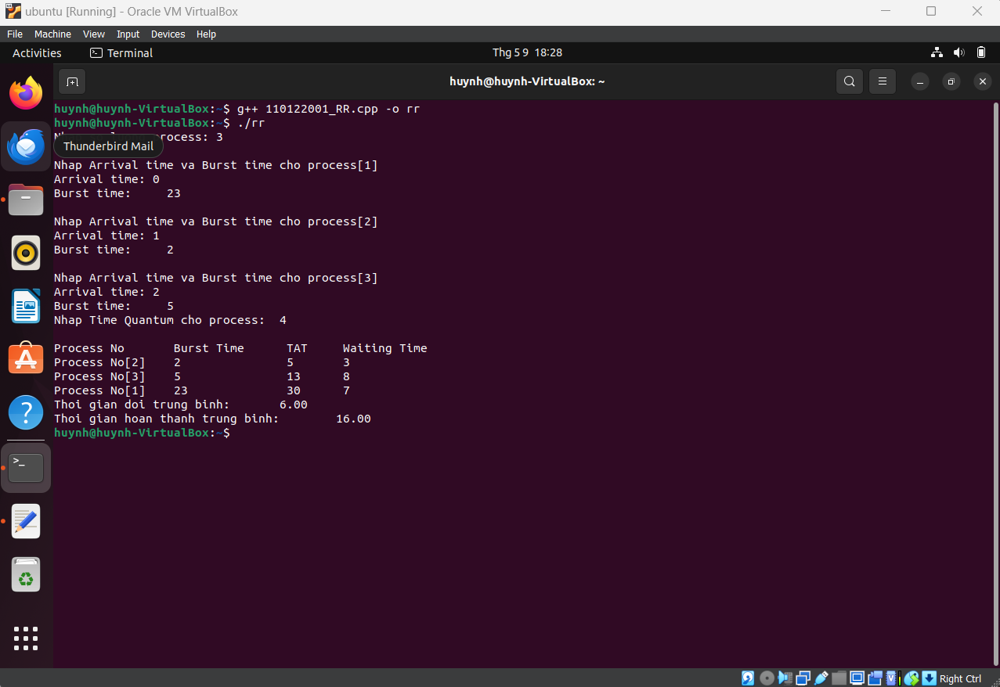 ubuntu [Running] - Oracle VM VirtualBox
File Machine View Input Devices Help
Activities Terminal Thg 5 9 18:28
huynh@huynh-VirtualBox: ~
huynh@huynh-VirtualBox:~$ g++ 110122001_RR.cpp -o rr
huynh@huynh-VirtualBox:~$ ./rr
process: 3
Thunderbird Mail
Nhap Arrival time va Burst time cho process[1]
Arrival time: 0
Burst time: 23
Nhap Arrival time va Burst time cho process[2]
Arrival time: 1
Burst time: 2
Nhap Arrival time va Burst time cho process[3]
Arrival time: 2
Burst time: 5
Nhap Time Quantum cho process: 4
Process No Burst Time TAT Waiting Time
Process No[2] 2 5 3
Process No[3] 5 13 8
Process No[1] 23 30 7
Thoi gian doi trung binh: 6.00
Thoi gian hoan thanh trung binh: 16.00
huynh@huynh-VirtualBox:~$
Right Ctrl